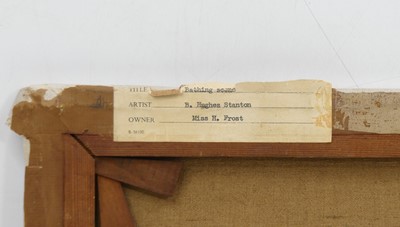 TITLE Bathing scene
ARTIST B. Hughes Stanton
OWNER Miss H. Frost